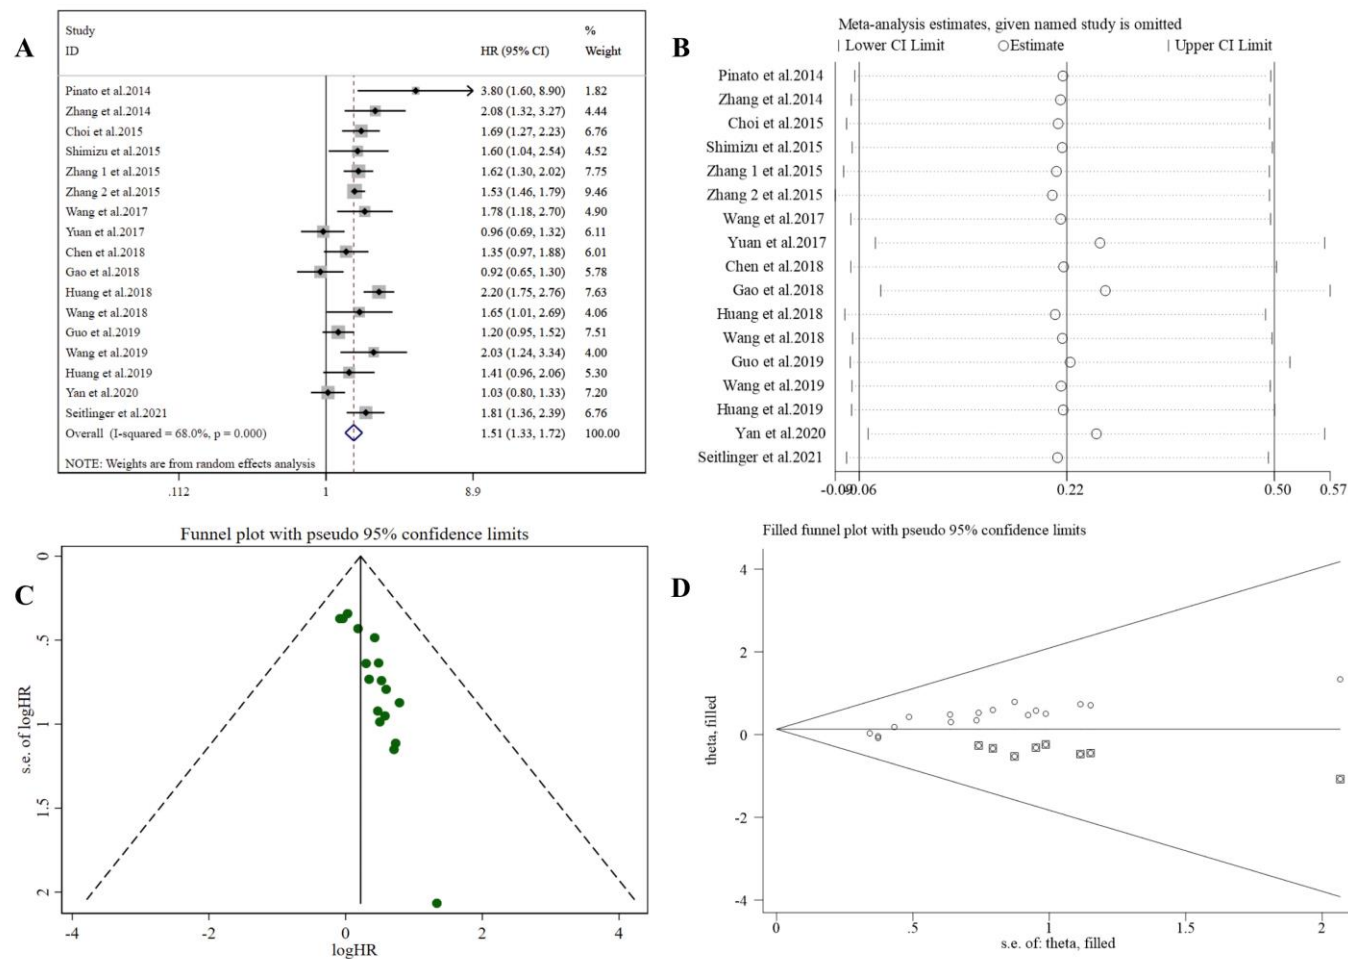 A
Study %
ID HR (95% CI) Weight
Pinato et al.2014 3.80 (1.60, 8.90) 1.82
Zhang et al.2014 2.08 (1.32, 3.27) 4.44
Choi et al.2015 1.69 (1.27, 2.23) 6.76
Shimizu et al.2015 1.60 (1.04, 2.54) 4.52
Zhang 1 et al.2015 1.62 (1.30, 2.02) 7.75
Zhang 2 et al.2015 1.53 (1.46, 1.79) 9.46
Wang et al.2017 1.78 (1.18, 2.70) 4.90
Yuan et al.2017 0.96 (0.69, 1.32) 6.11
Chen et al.2018 1.35 (0.97, 1.88) 6.01
Gao et al.2018 0.92 (0.65, 1.30) 5.78
Huang et al.2018 2.20 (1.75, 2.76) 7.63
Wang et al.2018 1.65 (1.01, 2.69) 4.06
Guo et al.2019 1.20 (0.95, 1.52) 7.51
Wang et al.2019 2.03 (1.24, 3.34) 4.00
Huang et al.2019 1.41 (0.96, 2.06) 5.30
Yan et al.2020 1.03 (0.80, 1.33) 7.20
Seitlinger et al.2021 1.81 (1.36, 2.39) 6.76
Overall (I-squared = 68.0%, p = 0.000) 1.51 (1.33, 1.72) 100.00
NOTE: Weights are from random effects analysis
.112 1 8.9
B
Meta-analysis estimates, given named study is omitted
Lower CI Limit Estimate Upper CI Limit
Pinato et al.2014
Zhang et al.2014
Choi et al.2015
Shimizu et al.2015
Zhang 1 et al.2015
Zhang 2 et al.2015
Wang et al.2017
Yuan et al.2017
Chen et al.2018
Gao et al.2018
Huang et al.2018
Wang et al.2018
Guo et al.2019
Wang et al.2019
Huang et al.2019
Yan et al.2020
Seitlinger et al.2021
-0.06 0.22 0.50 0.57
C
Funnel plot with pseudo 95% confidence limits
s.e. of logHR
0
.5
1
1.5
2
-4 -2 0 2 4
logHR
D
Filled funnel plot with pseudo 95% confidence limits
theta, filled
4
2
0
-2
-4
0 .5 1 1.5 2
s.e. of: theta, filled